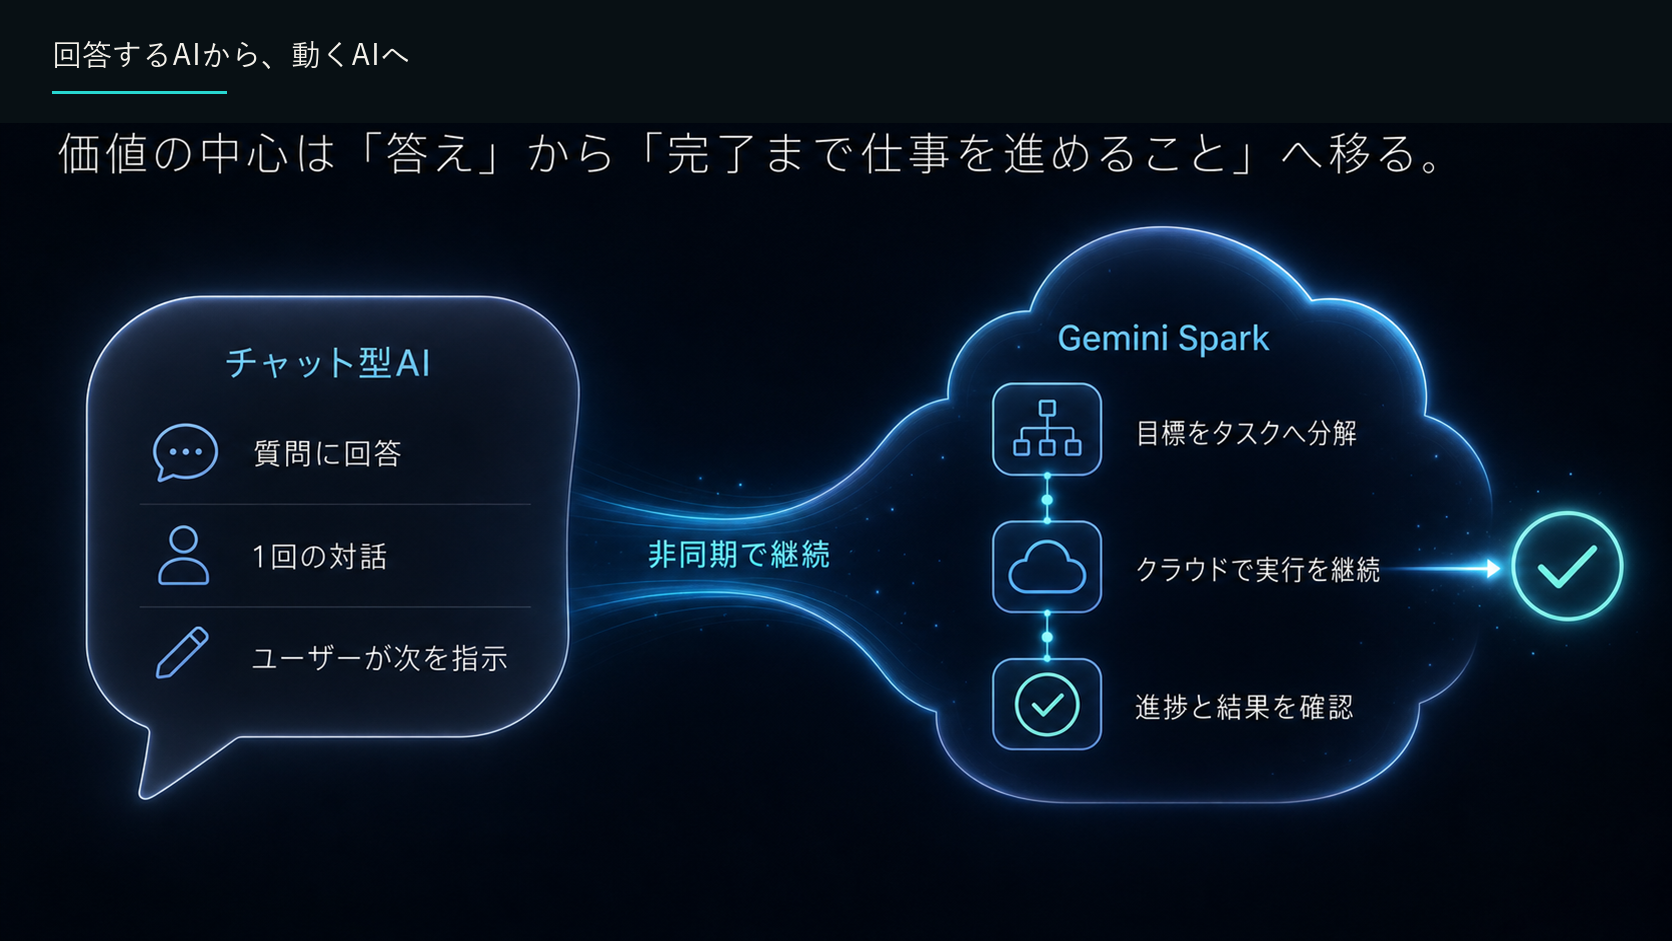 回答するAIから、動くAIへ
価値の中心は「答え」から「完了まで仕事を進めること」へ移る。
チャット型AI
質問に回答
1回の対話
ユーザーが次を指示
非同期で継続
Gemini Spark
目標をタスクへ分解
クラウドで実行を継続
進捗と結果を確認